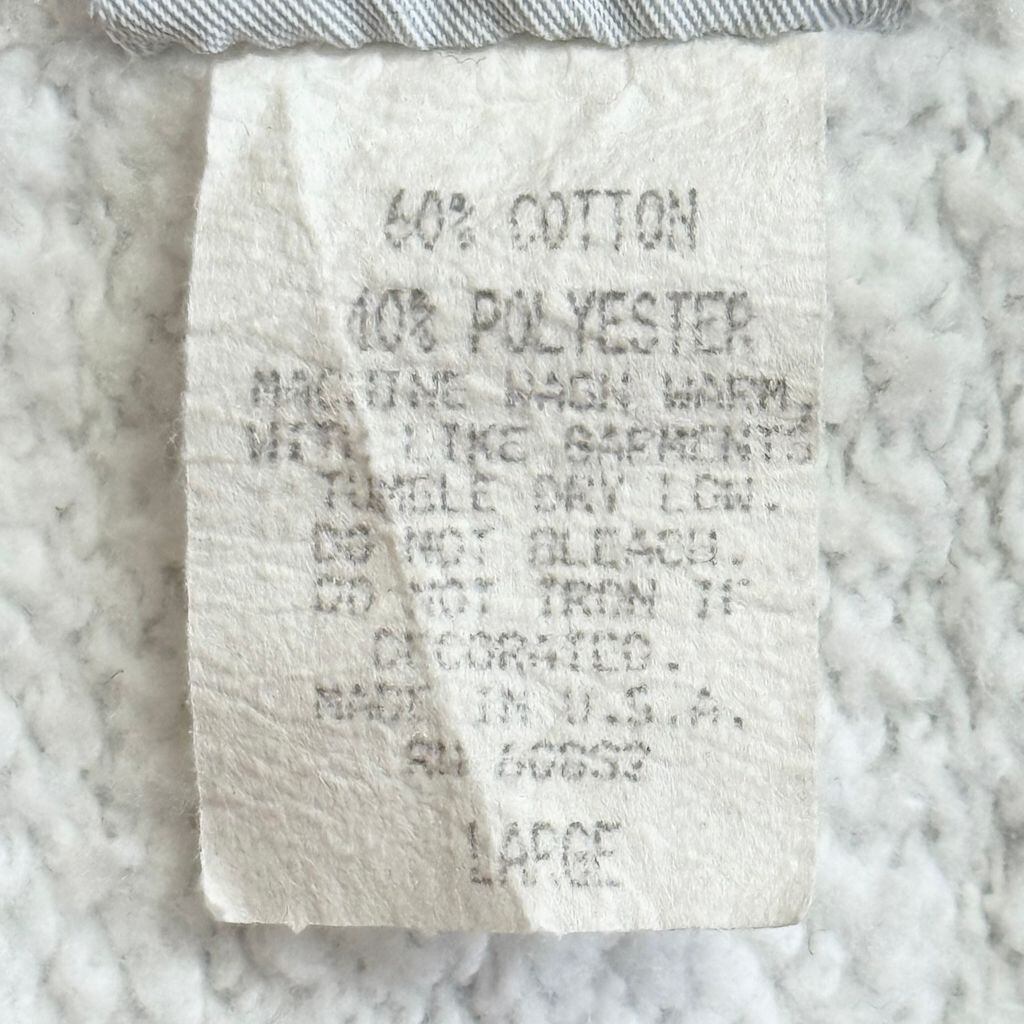 60% COTTON
40% POLYESTER
MACHINE WASH WARM,
WITH LIKE GARMENTS
TUMBLE DRY LOW.
DO NOT BLEACH.
DO NOT IRON IF
DECORATED.
MADE IN U.S.A.
RN
LARGE